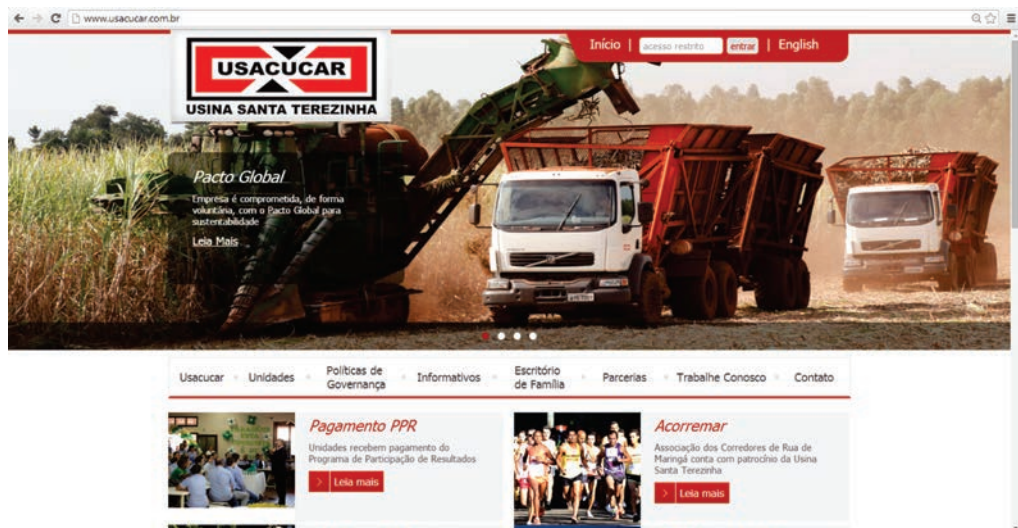 www.usacucar.com.br
Início | acesso restrito entrar | English
USACUCAR
USINA SANTA TEREZINHA
Pacto Global
Empresa é comprometida, de forma
voluntária, com o Pacto Global para
sustentabilidade
Leia Mais
Usacucar
Unidades
Políticas de
Governança
Informativos
Escritório
de Família
Parcerias
Trabalhe Conosco
Contato
Pagamento PPR
Unidades recebem pagamento do
Programa de Participação de Resultados
> Leia mais
Acorremar
Associação dos Corredores de Rua de
Maringá conta com patrocínio da Usina
Santa Terezinha
> Leia mais